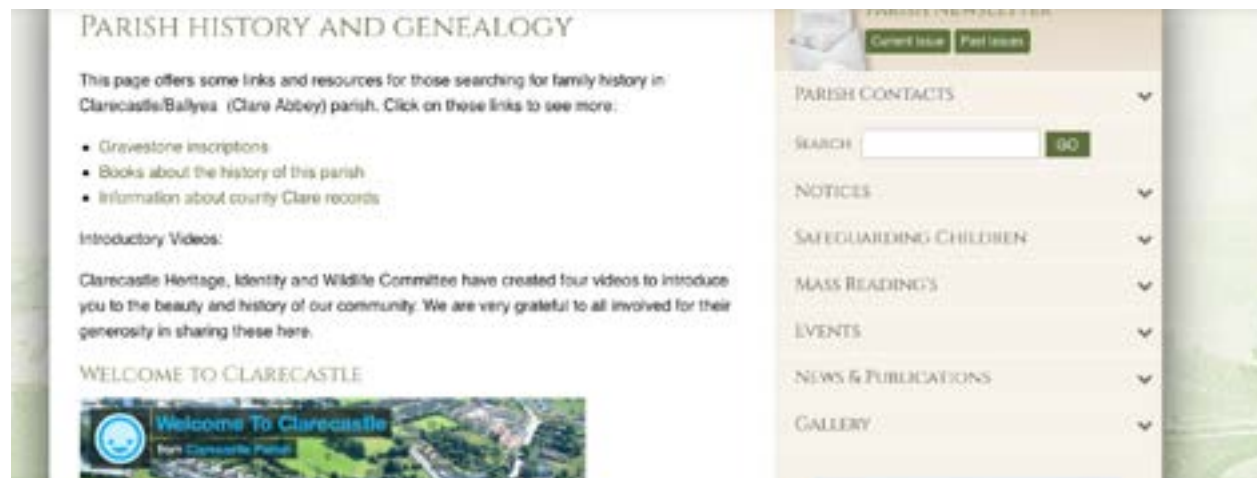 PARISH HISTORY AND GENEALOGY
This page offers some links and resources for those searching for family history in
Clarecastle/Ballyea (Clare Abbey) parish. Click on these links to see more:
Gravestone inscriptions
Books about the history of this parish
Information about county Clare records
Introductory Videos:
Clarecastle Heritage, Identity and Wildlife Committee have created four videos to introduce
you to the beauty and history of our community. We are very grateful to all involved for their
generosity in sharing these here.
WELCOME TO CLARECASTLE
Welcome To Clarecastle
from Clarecastle Parish
PARISH NEWSLETTER
Current Issue Past Issues
PARISH CONTACTS
SEARCH GO
NOTICES
SAFEGUARDING CHILDREN
MASS READING'S
EVENTS
NEWS & PUBLICATIONS
GALLERY